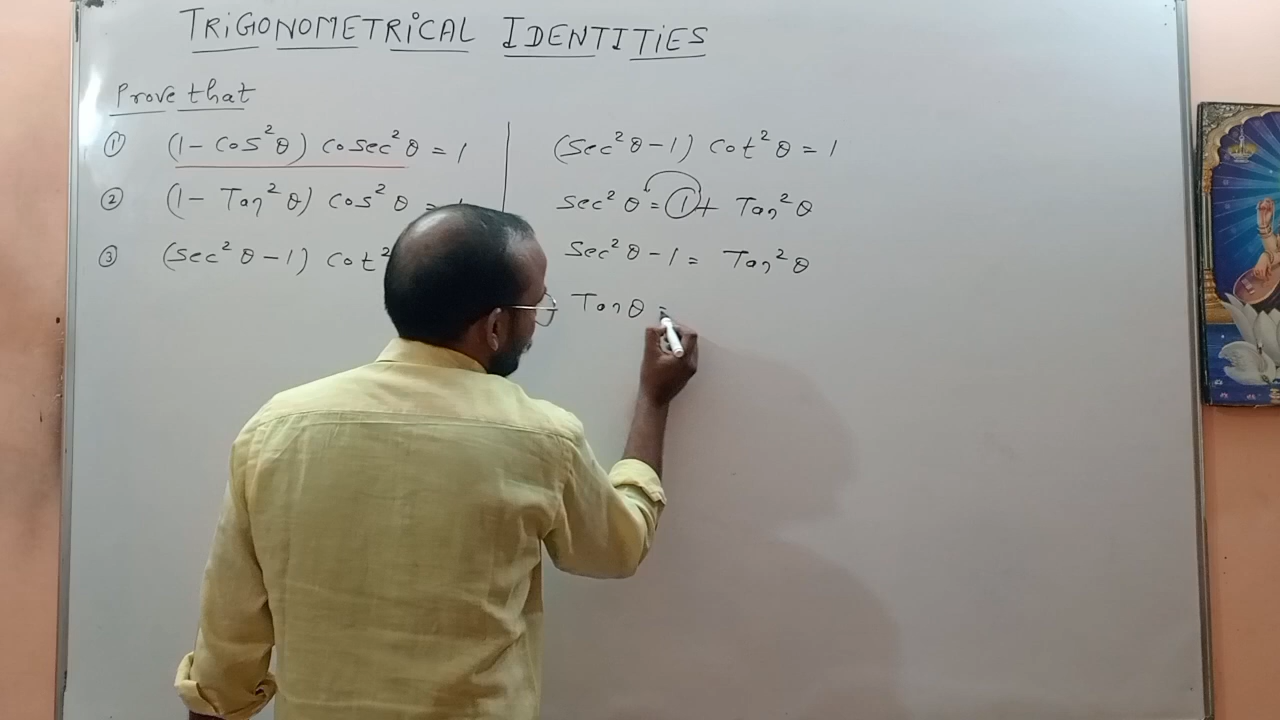 TRIGONOMETRICAL IDENTITIES
Prove that
① (1 - cos²θ) cosec²θ = 1
② (1 - Tan²θ) cos²θ =
③ (sec²θ - 1) cot²
(sec²θ - 1) cot²θ = 1
sec²θ = 1 + Tan²θ
sec²θ - 1 = Tan²θ
Tanθ =